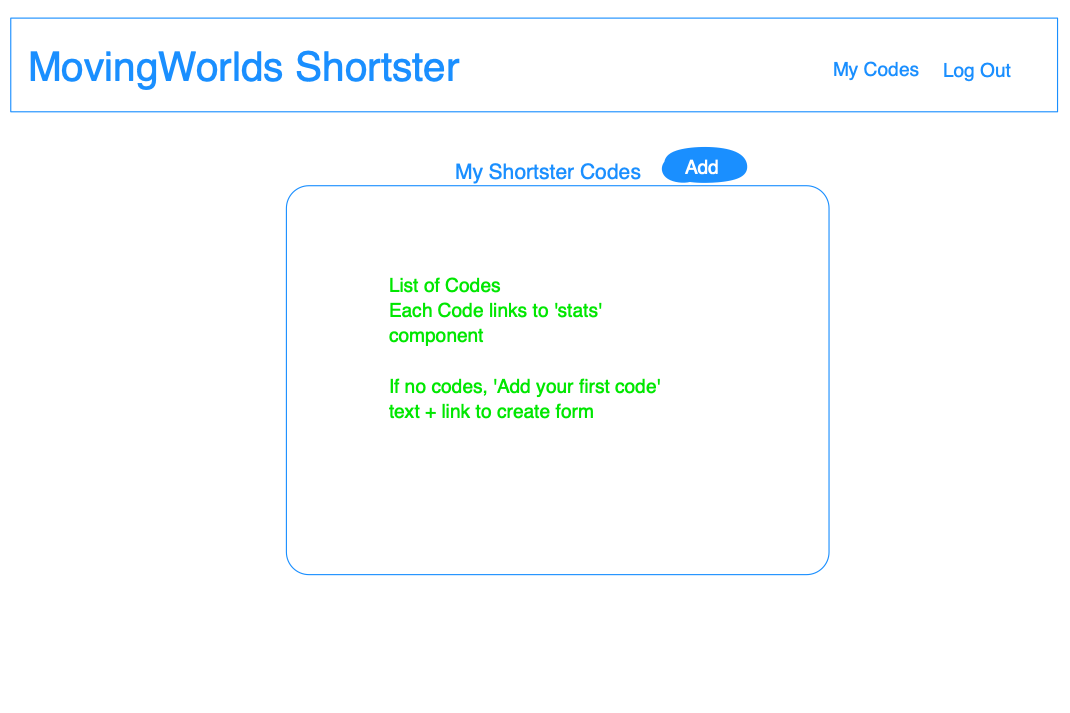 MovingWorlds Shortster
My Codes
Log Out
My Shortster Codes
Add
List of Codes
Each Code links to 'stats'
component
If no codes, 'Add your first code'
text + link to create form